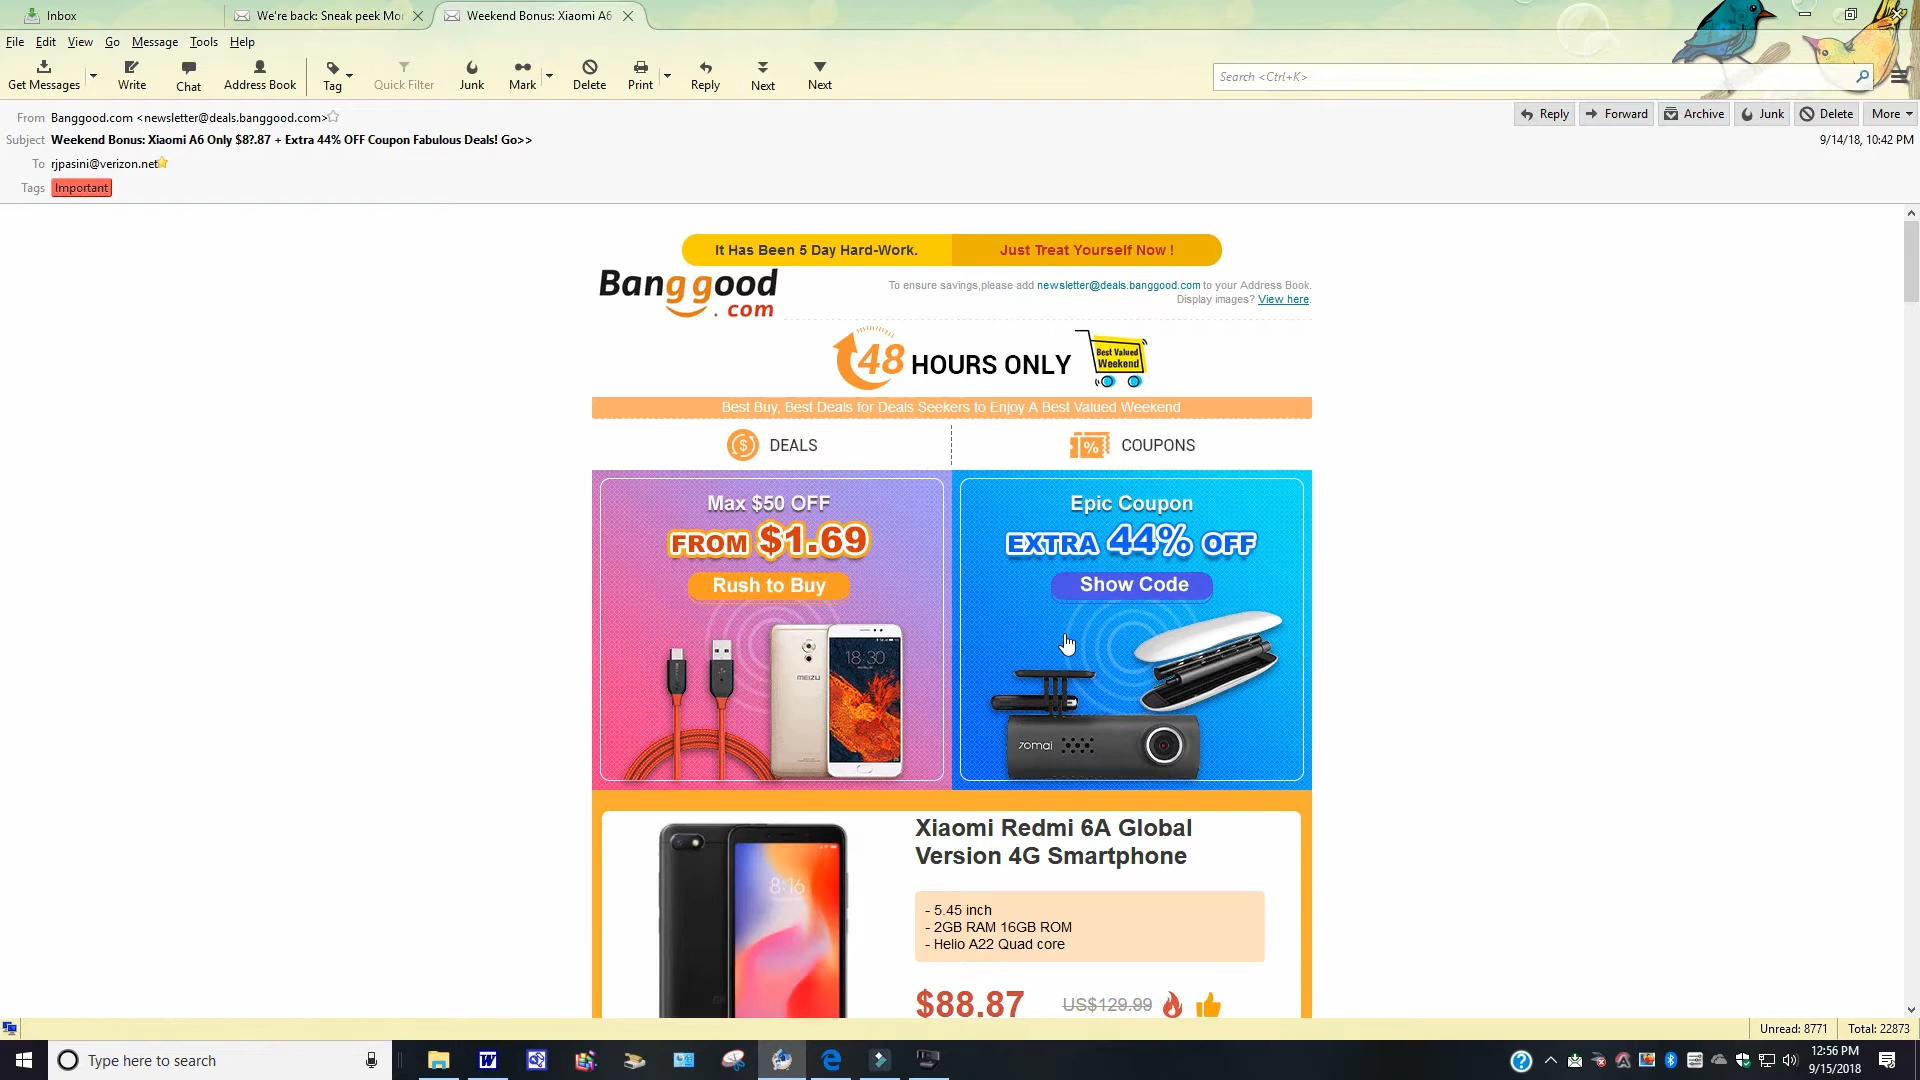 Inbox
We're back: Sneak peek Mor
Weekend Bonus: Xiaomi A6
File Edit View Go Message Tools Help
Get Messages Write Chat Address Book Tag Quick Filter Junk Mark Delete Print Reply Next Next
Search <Ctrl+K>
From Banggood.com <newsletter@deals.banggood.com>
Reply Forward Archive Junk Delete More
Subject Weekend Bonus: Xiaomi A6 Only $8?.87 + Extra 44% OFF Coupon Fabulous Deals! Go>>
9/14/18, 10:42 PM
To rjpasini@verizon.net
Tags Important
It Has Been 5 Day Hard-Work. Just Treat Yourself Now !
Banggood
.com
To ensure savings,please add newsletter@deals.banggood.com to your Address Book.
Display images? View here.
48 HOURS ONLY
Best Valued
Weekend
Best Buy, Best Deals for Deals Seekers to Enjoy A Best Valued Weekend
$ DEALS
% COUPONS
Max $50 OFF
FROM $1.69
Rush to Buy
18:30
MEIZU
Epic Coupon
EXTRA 44% OFF
Show Code
70mai
Xiaomi Redmi 6A Global
Version 4G Smartphone
8:16
- 5.45 inch
- 2GB RAM 16GB ROM
- Helio A22 Quad core
$88.87 US$129.99
Unread: 8771 Total: 22873
Type here to search
12:56 PM
9/15/2018